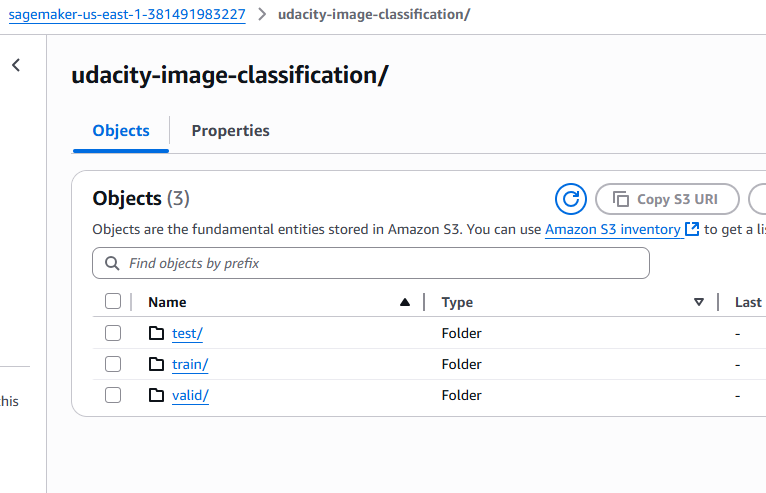 sagemaker-us-east-1-381491983227 > udacity-image-classification/
udacity-image-classification/
Objects
Properties
Objects (3)
Copy S3 URI
Objects are the fundamental entities stored in Amazon S3. You can use Amazon S3 inventory to get a
Find objects by prefix
Name Type Last
test/ Folder -
train/ Folder -
valid/ Folder -